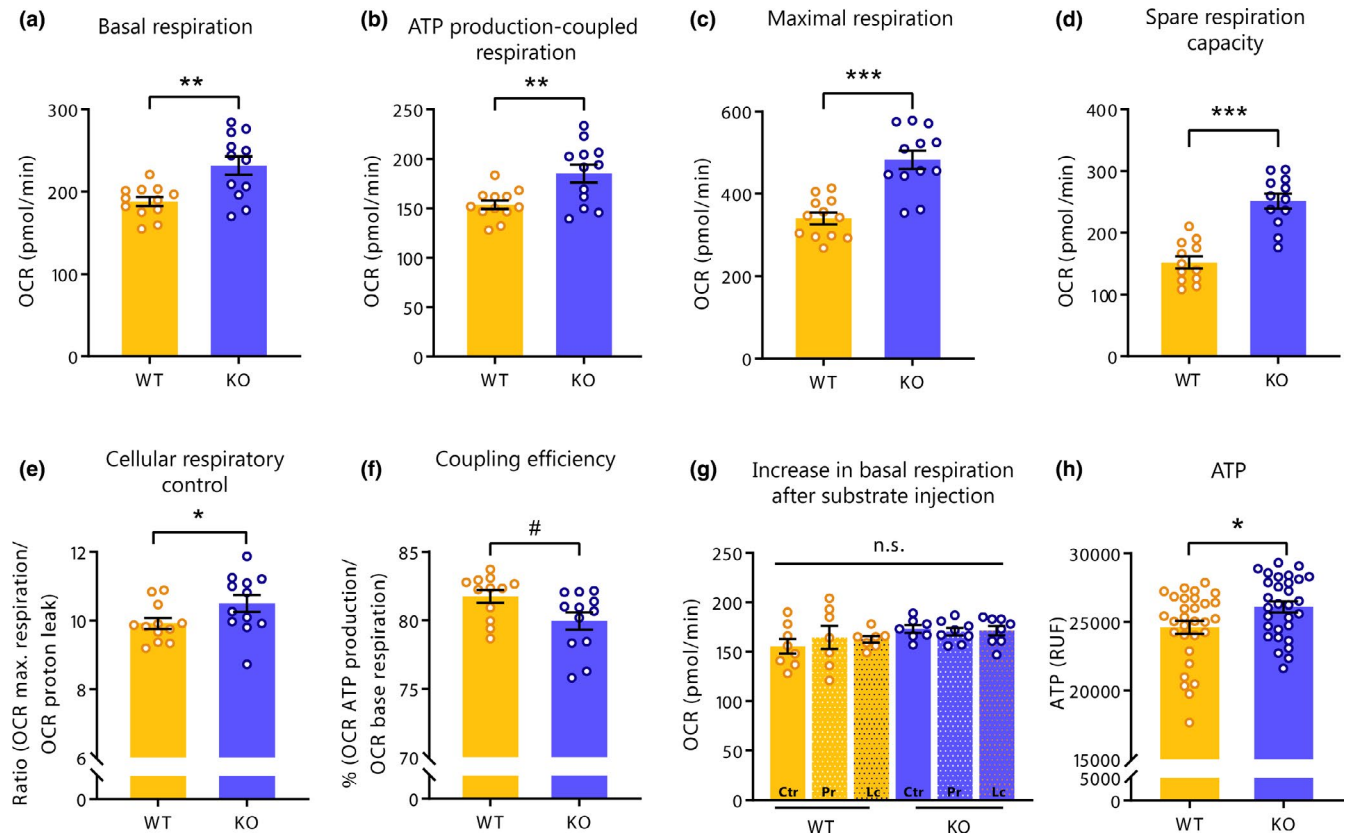 (a)
Basal respiration
**
OCR (pmol/min)
300
200
100
0
WT
KO
(b)
ATP production-coupled
respiration
**
OCR (pmol/min)
250
200
150
100
50
0
WT
KO
(c)
Maximal respiration
***
OCR (pmol/min)
600
400
200
0
WT
KO
(d)
Spare respiration
capacity
***
OCR (pmol/min)
400
300
200
100
0
WT
KO
(e)
Cellular respiratory
control
*
Ratio (OCR max. respiration/
OCR proton leak)
12
10
8
6
0
WT
KO
(f)
Coupling efficiency
#
% (OCR ATP production/
OCR base respiration)
85
80
75
70
0
WT
KO
(g)
Increase in basal respiration
after substrate injection
n.s.
OCR (pmol/min)
250
200
150
100
50
0
Ctr
Pr
Lc
Ctr
Pr
Lc
WT
KO
(h)
ATP
*
ATP (RUF)
30000
25000
20000
15000
5000
0
WT
KO